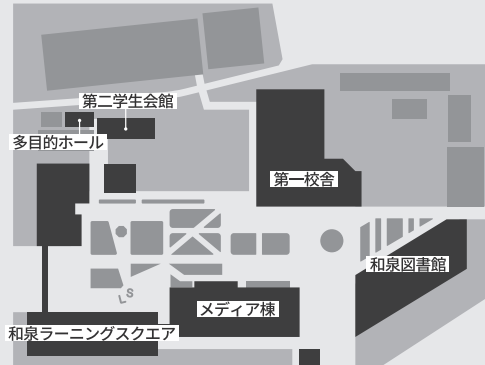 第二学生会館
多目的ホール
第一校舎
和泉図書館
メディア棟
LS
和泉ラーニングスクエア